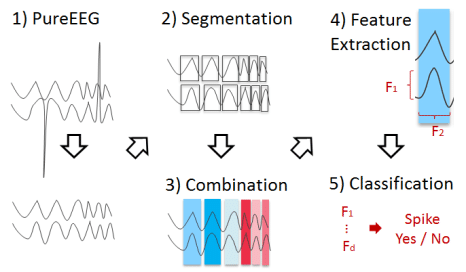 1) PureEEG
2) Segmentation
3) Combination
4) Feature
Extraction
F1
F2
5) Classification
F1
⋮
Fd
Spike
Yes / No